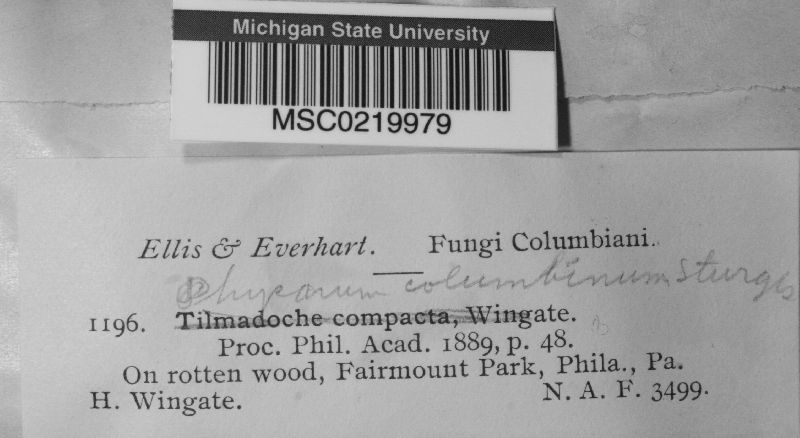 Michigan State University
MSC0219979
Ellis & Everhart. Fungi Columbiani.
Physarum columbinum Sturgis
1196. Tilmadoche compacta, Wingate.
Proc. Phil. Acad. 1889, p. 48.
On rotten wood, Fairmount Park, Phila., Pa.
H. Wingate. N. A. F. 3499.